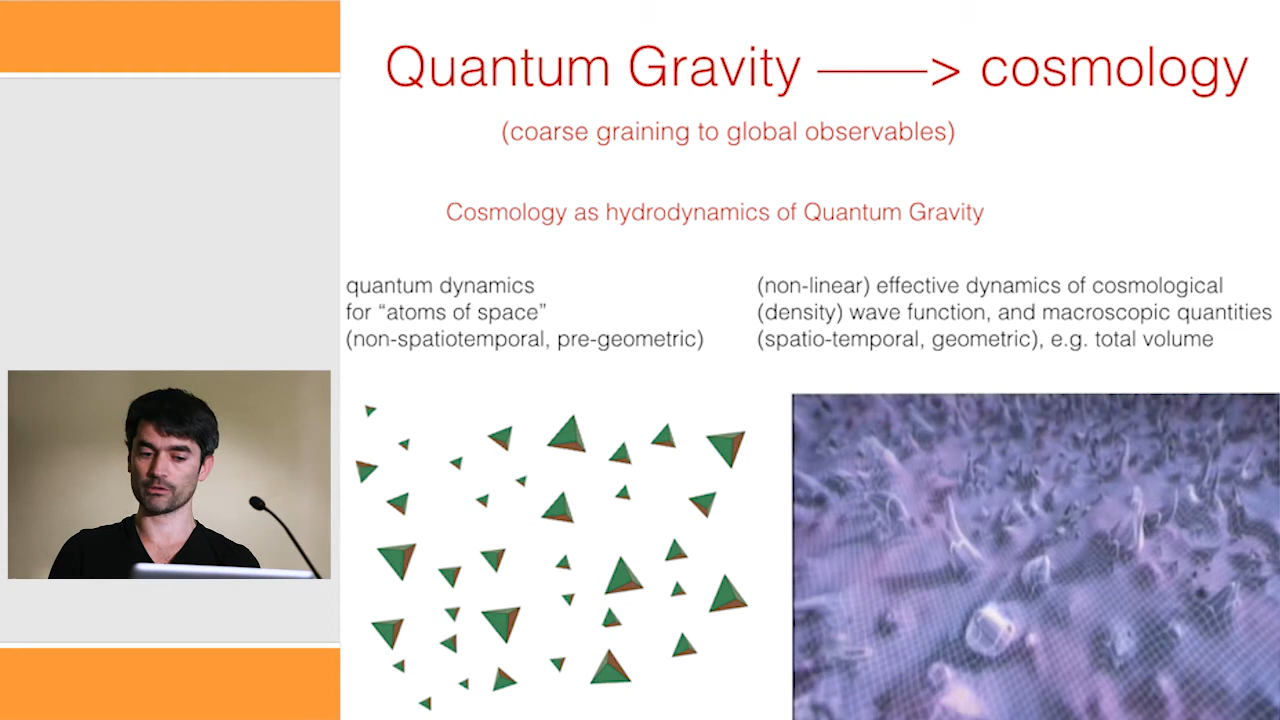 Quantum Gravity ——> cosmology
(coarse graining to global observables)
Cosmology as hydrodynamics of Quantum Gravity
quantum dynamics
for “atoms of space”
(non-spatiotemporal, pre-geometric)
(non-linear) effective dynamics of cosmological
(density) wave function, and macroscopic quantities
(spatio-temporal, geometric), e.g. total volume